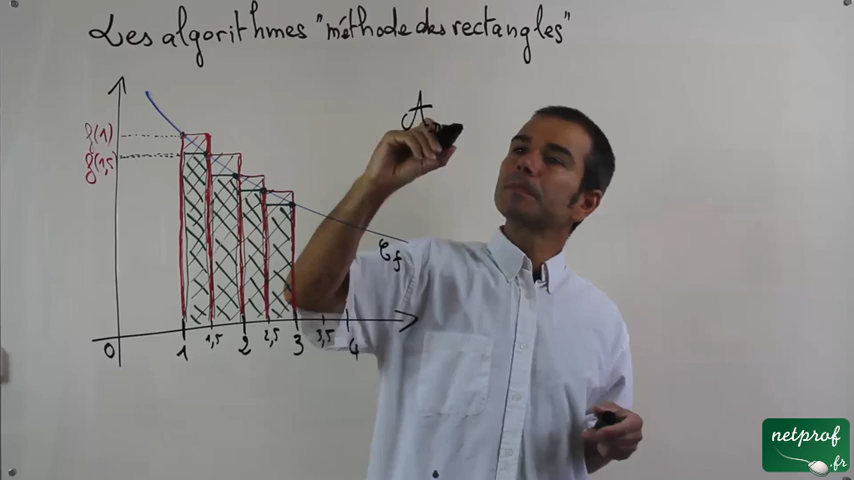 Les algorithmes "méthode des rectangles"
A
f(1)
f(1,5)
Cf
0 1 1,5 2 2,5 3 3,5 4
netprof
.fr